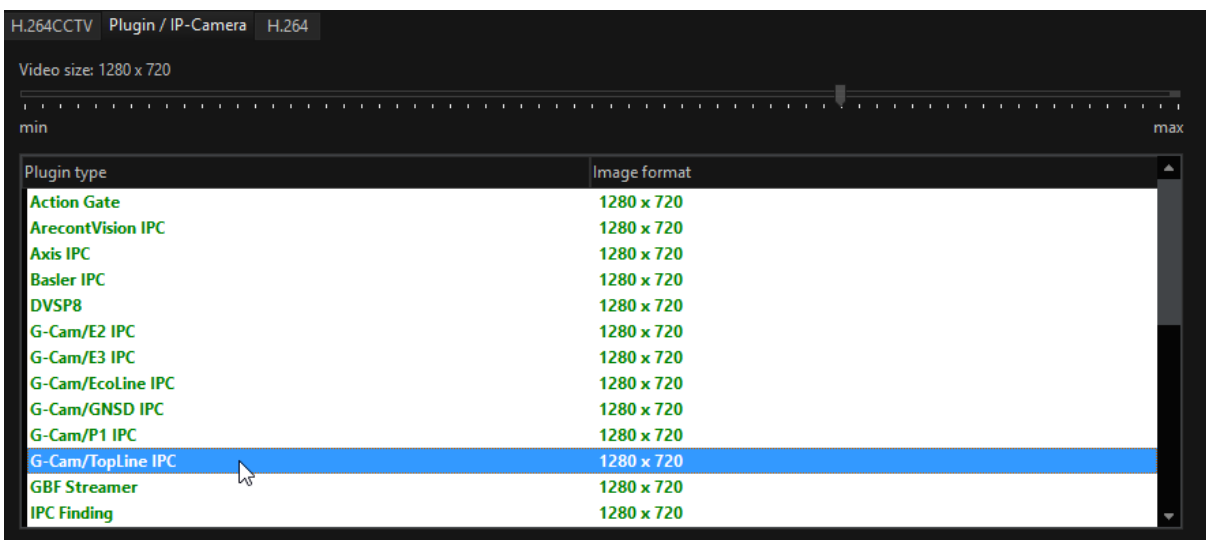 H.264CCTV Plugin / IP-Camera H.264
Video size: 1280 x 720
min max
Plugin type Image format
Action Gate 1280 x 720
ArecontVision IPC 1280 x 720
Axis IPC 1280 x 720
Basler IPC 1280 x 720
DVSP8 1280 x 720
G-Cam/E2 IPC 1280 x 720
G-Cam/E3 IPC 1280 x 720
G-Cam/EcoLine IPC 1280 x 720
G-Cam/GNSD IPC 1280 x 720
G-Cam/P1 IPC 1280 x 720
G-Cam/TopLine IPC 1280 x 720
GBF Streamer 1280 x 720
IPC Finding 1280 x 720